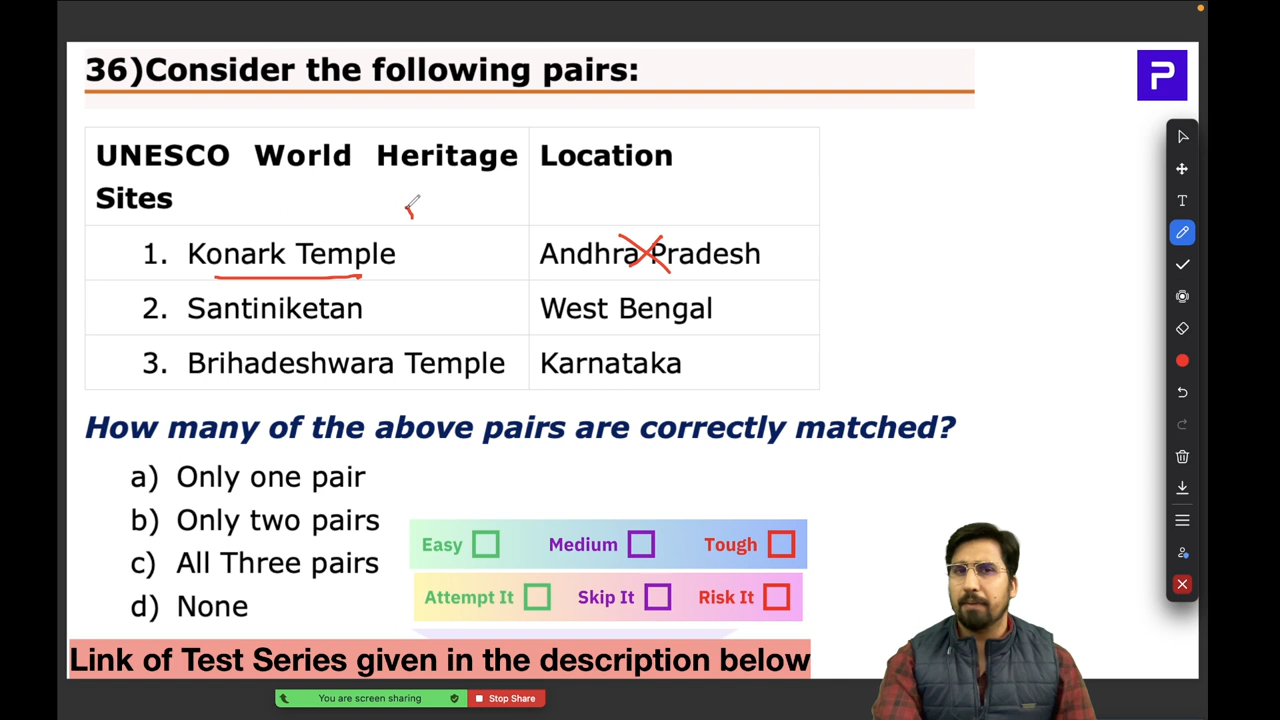 36)Consider the following pairs:
P
UNESCO World Heritage Sites
Location
1. Konark Temple
Andhra Pradesh
2. Santiniketan
West Bengal
3. Brihadeshwara Temple
Karnataka
How many of the above pairs are correctly matched?
a) Only one pair
b) Only two pairs
c) All Three pairs
d) None
Easy
Medium
Tough
Attempt It
Skip It
Risk It
Link of Test Series given in the description below
You are screen sharing
Stop Share
T